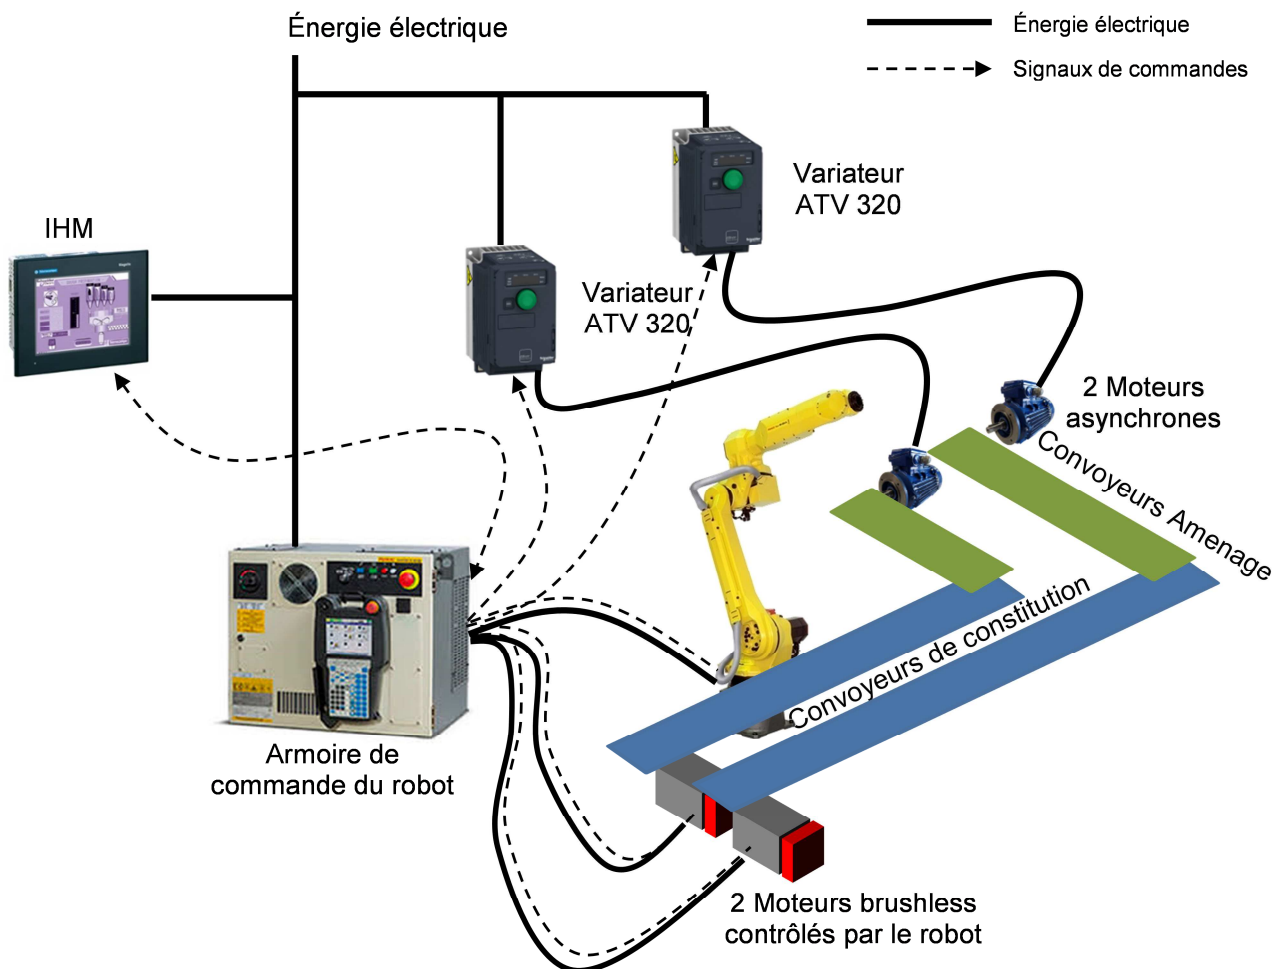 Énergie électrique
Énergie électrique
Signaux de commandes
Variateur
ATV 320
IHM
Variateur
ATV 320
2 Moteurs
asynchrones
Convoyeurs Amenage
Convoyeurs de constitution
Armoire de
commande du robot
2 Moteurs brushless
contrôlés par le robot